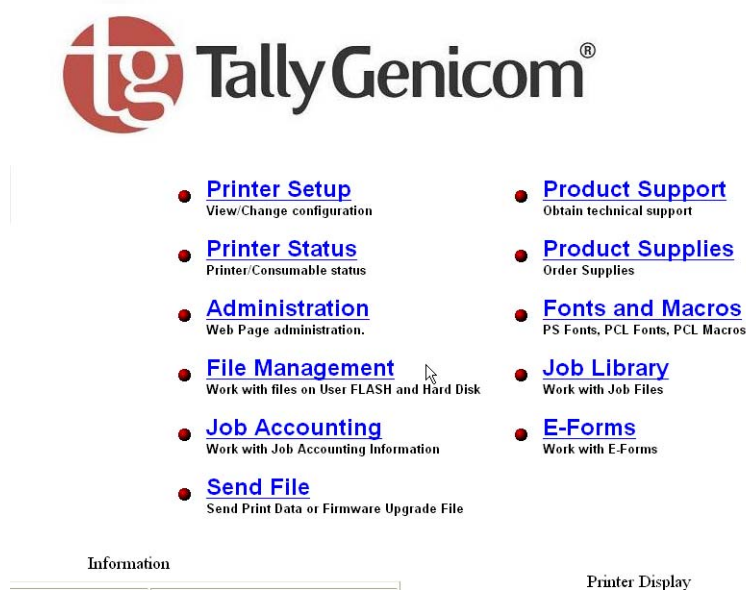 tg TallyGenicom®
Printer Setup
View/Change configuration
Printer Status
Printer/Consumable status
Administration
Web Page administration.
File Management
Work with files on User FLASH and Hard Disk
Job Accounting
Work with Job Accounting Information
Send File
Send Print Data or Firmware Upgrade File
Product Support
Obtain technical support
Product Supplies
Order Supplies
Fonts and Macros
PS Fonts, PCL Fonts, PCL Macros
Job Library
Work with Job Files
E-Forms
Work with E-Forms
Information
Printer Display